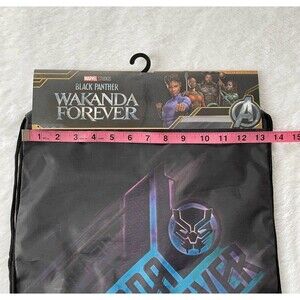 MARVEL STUDIOS
BLACK PANTHER
WAKANDA
FOREVER
1 2 3 4 5 6 7 8 9 10 11 12 13 14 15